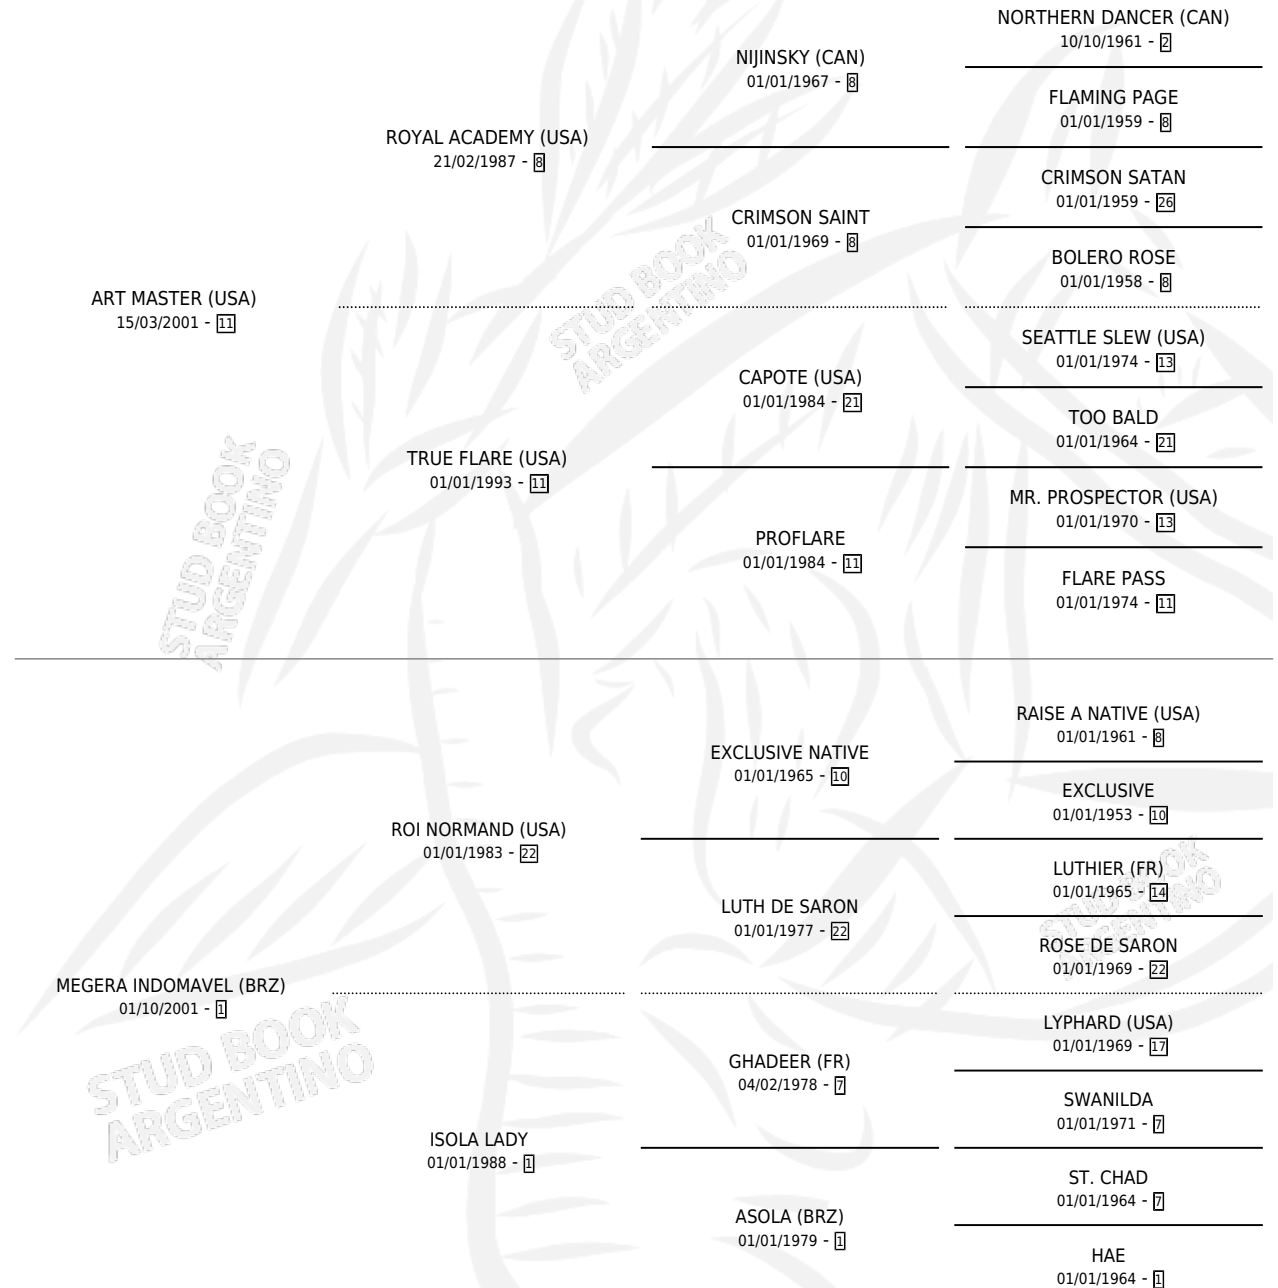 NORTHERN DANCER (CAN)
10/10/1961 - 2
NIJINSKY (CAN)
01/01/1967 - 8
FLAMING PAGE
01/01/1959 - 8
ROYAL ACADEMY (USA)
21/02/1987 - 8
CRIMSON SATAN
01/01/1959 - 26
CRIMSON SAINT
01/01/1969 - 8
BOLERO ROSE
01/01/1958 - 8
ART MASTER (USA)
15/03/2001 - 11
SEATTLE SLEW (USA)
01/01/1974 - 13
CAPOTE (USA)
01/01/1984 - 21
TOO BALD
01/01/1964 - 21
TRUE FLARE (USA)
01/01/1993 - 11
MR. PROSPECTOR (USA)
01/01/1970 - 13
PROFLARE
01/01/1984 - 11
FLARE PASS
01/01/1974 - 11
STUD BOOK
ARGENTINO
STUD BOOK
ARGENTINO
RAISE A NATIVE (USA)
01/01/1961 - 8
EXCLUSIVE NATIVE
01/01/1965 - 10
EXCLUSIVE
01/01/1953 - 10
ROI NORMAND (USA)
01/01/1983 - 22
LUTHIER (FR)
01/01/1965 - 14
LUTH DE SARON
01/01/1977 - 22
ROSE DE SARON
01/01/1969 - 22
MEGERA INDOMAVEL (BRZ)
01/10/2001 - 1
LYPHARD (USA)
01/01/1969 - 17
GHADEER (FR)
04/02/1978 - 7
SWANILDA
01/01/1971 - 7
ISOLA LADY
01/01/1988 - 1
ST. CHAD
01/01/1964 - 7
ASOLA (BRZ)
01/01/1979 - 1
HAE
01/01/1964 - 1
STUD BOOK
ARGENTINO
STUD BOOK
ARGENTINO